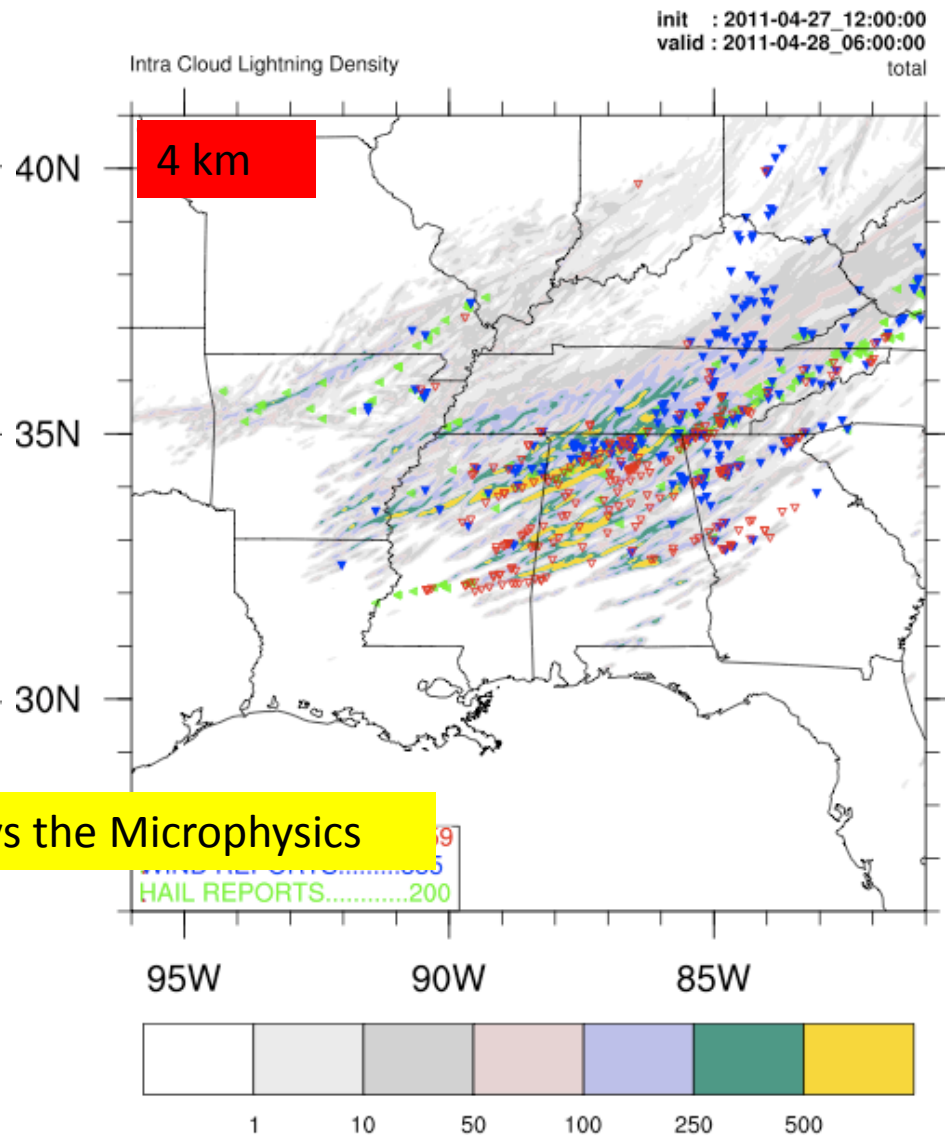 init : 2011-04-27_12:00:00
valid : 2011-04-28_06:00:00
Intra Cloud Lightning Density
total
4 km
40N
35N
30N
the Microphysics
HAIL REPORTS............200
95W
90W
85W
1 10 50 100 250 500